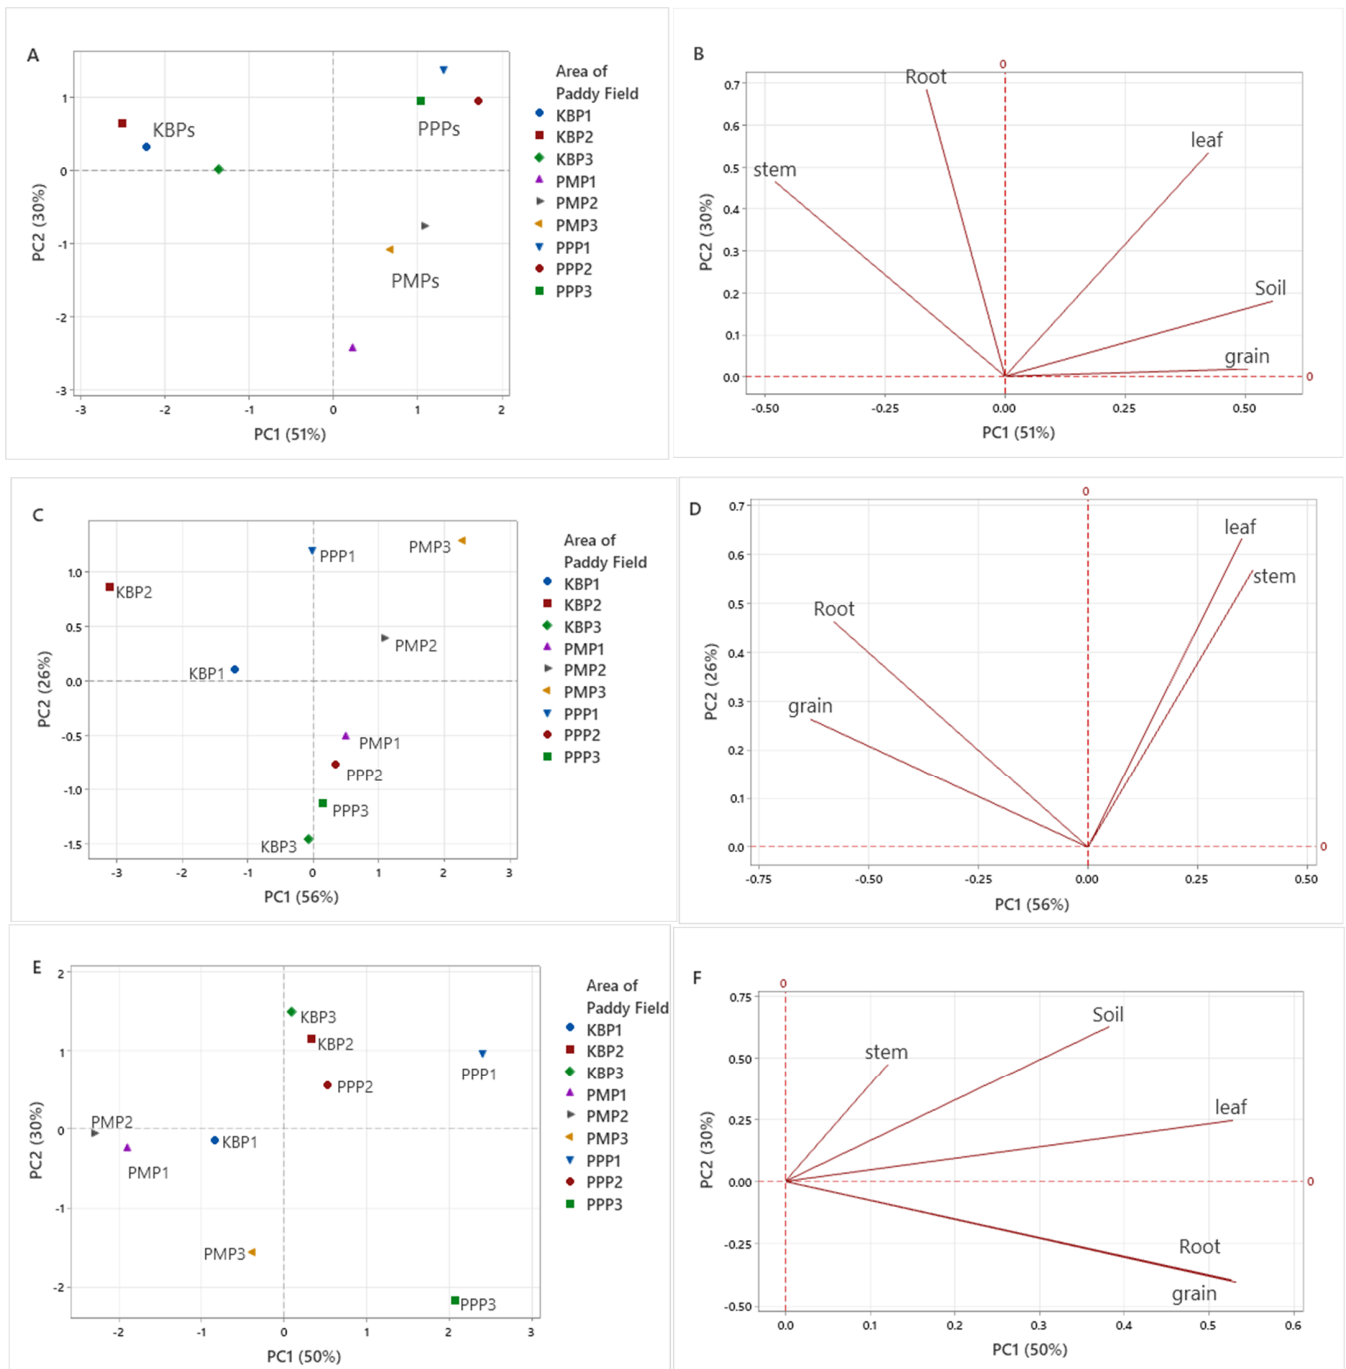 A
Area of
Paddy Field
KBP1
KBP2
KBP3
PMP1
PMP2
PMP3
PPP1
PPP2
PPP3
KBPs
PPPs
PMPs
1
0
-1
-2
-3
-3
-2
-1
0
1
2
PC2 (30%)
PC1 (51%)
B
0
Root
leaf
stem
Soil
grain
0
0.7
0.6
0.5
0.4
0.3
0.2
0.1
0.0
-0.50
-0.25
0.00
0.25
0.50
PC2 (30%)
PC1 (51%)
C
Area of
Paddy Field
KBP1
KBP2
KBP3
PMP1
PMP2
PMP3
PPP1
PPP2
PPP3
PPP1
PMP3
KBP2
PMP2
KBP1
PMP1
PPP2
PPP3
KBP3
1.0
0.5
0.0
-0.5
-1.0
-1.5
-3
-2
-1
0
1
2
3
PC2 (26%)
PC1 (56%)
D
0
leaf
stem
Root
grain
0
0.7
0.6
0.5
0.4
0.3
0.2
0.1
0.0
-0.75
-0.50
-0.25
0.00
0.25
0.50
PC2 (26%)
PC1 (56%)
E
Area of
Paddy Field
KBP1
KBP2
KBP3
PMP1
PMP2
PMP3
PPP1
PPP2
PPP3
KBP3
KBP2
PPP1
PPP2
PMP2
KBP1
PMP1
PMP3
PPP3
2
1
0
-1
-2
-2
-1
0
1
2
3
PC2 (30%)
PC1 (50%)
F
0
Soil
stem
leaf
Root
grain
0
0.75
0.50
0.25
0.00
-0.25
-0.50
0.0
0.1
0.2
0.3
0.4
0.5
0.6
PC2 (30%)
PC1 (50%)